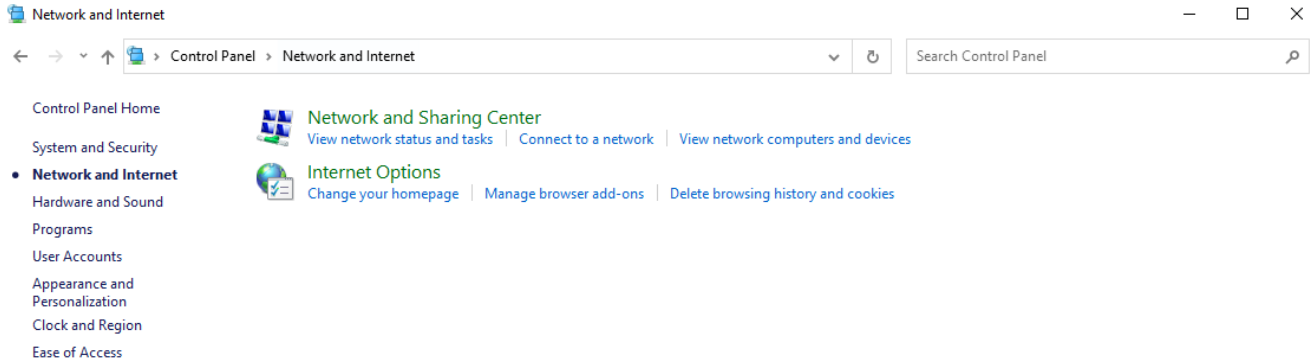 Network and Internet
Control Panel > Network and Internet
Search Control Panel
Control Panel Home
System and Security
Network and Internet
Hardware and Sound
Programs
User Accounts
Appearance and
Personalization
Clock and Region
Ease of Access
Network and Sharing Center
View network status and tasks | Connect to a network | View network computers and devices
Internet Options
Change your homepage | Manage browser add-ons | Delete browsing history and cookies